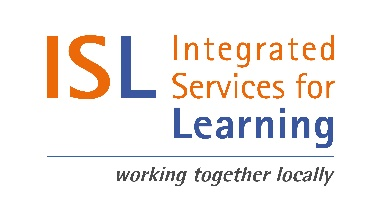 ISL Integrated
Services for
Learning
working together locally